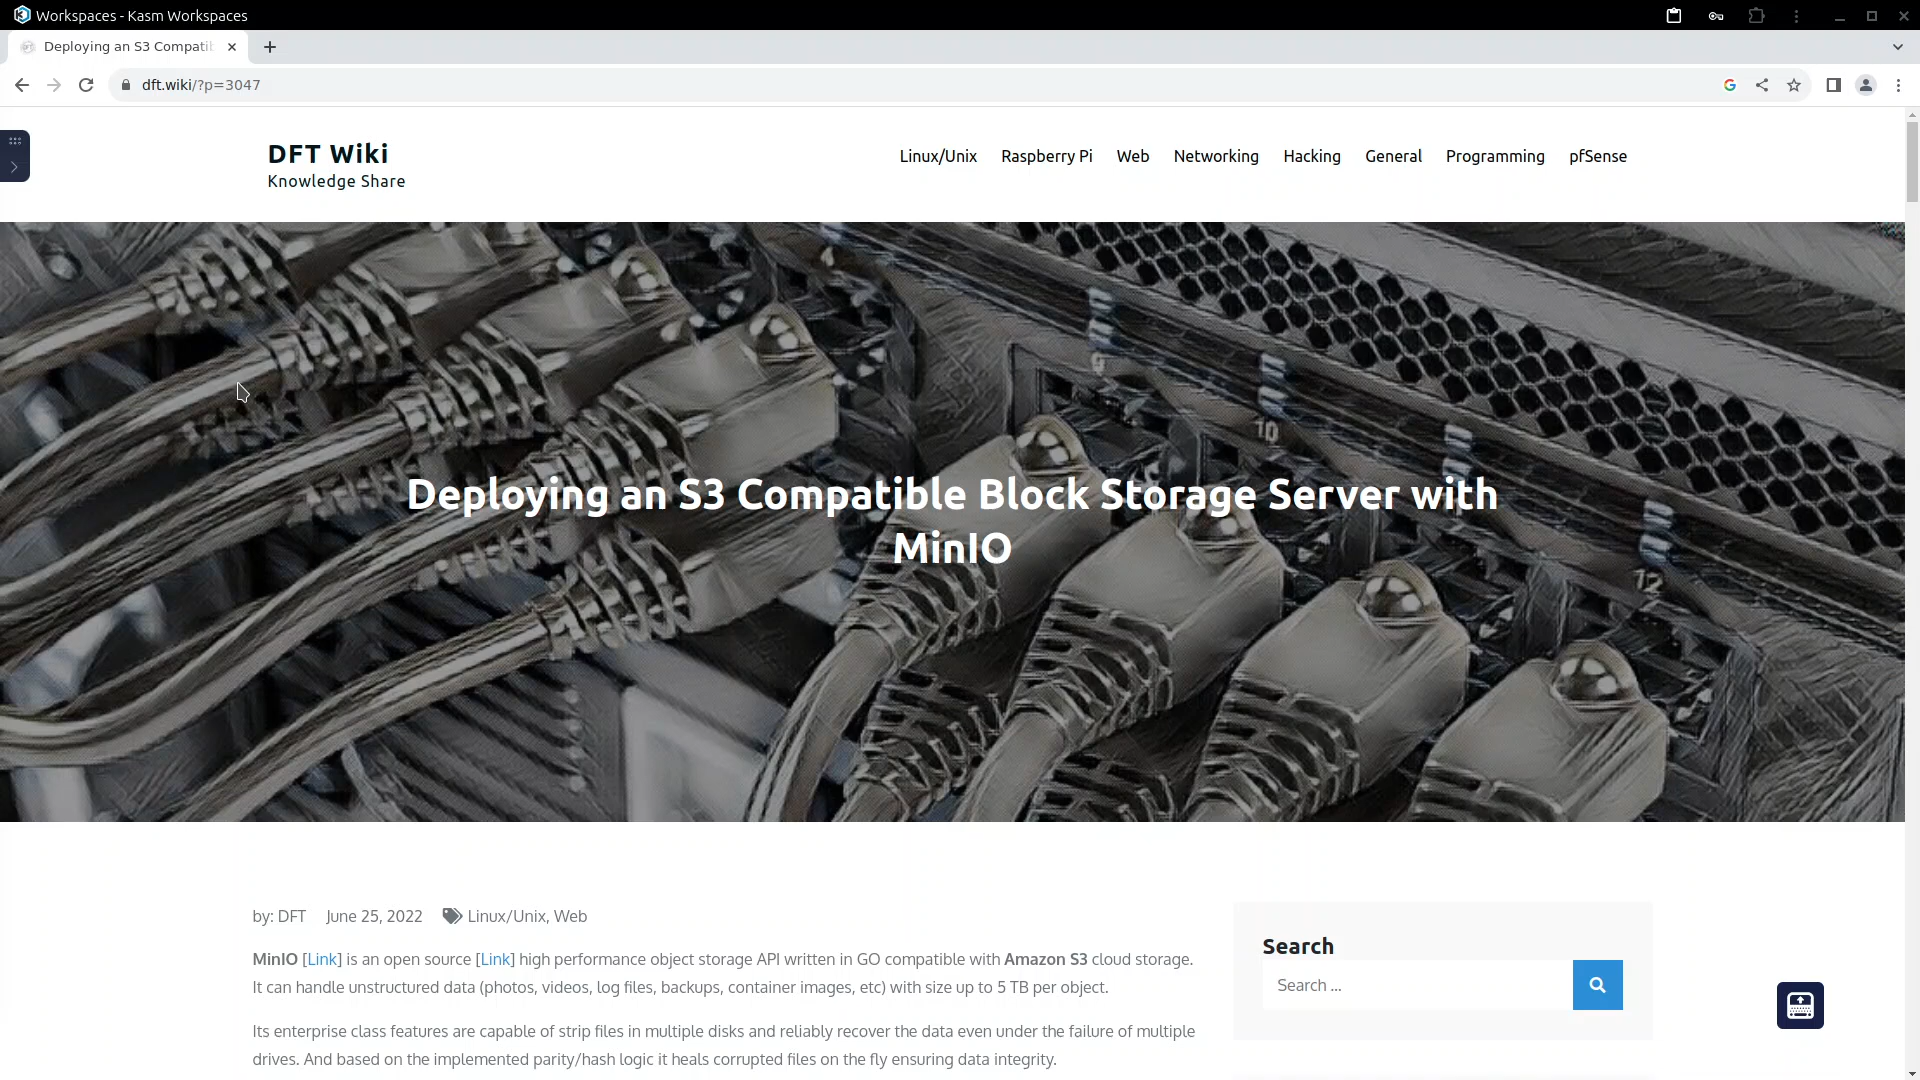 Workspaces - Kasm Workspaces
Deploying an S3 Compatib
dft.wiki/?p=3047
DFT Wiki
Knowledge Share
Linux/Unix Raspberry Pi Web Networking Hacking General Programming pfSense
9
10
12
Deploying an S3 Compatible Block Storage Server with
MinIO
by: DFT June 25, 2022 Linux/Unix, Web
MinIO [Link] is an open source [Link] high performance object storage API written in GO compatible with Amazon S3 cloud storage.
It can handle unstructured data (photos, videos, log files, backups, container images, etc) with size up to 5 TB per object.
Its enterprise class features are capable of strip files in multiple disks and reliably recover the data even under the failure of multiple
drives. And based on the implemented parity/hash logic it heals corrupted files on the fly ensuring data integrity.
Search
Search ...